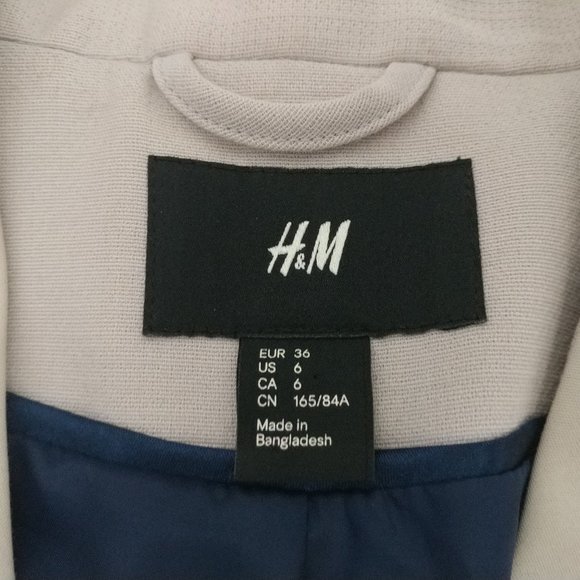 H&M
EUR 36
US 6
CA 6
CN 165/84A
Made in
Bangladesh